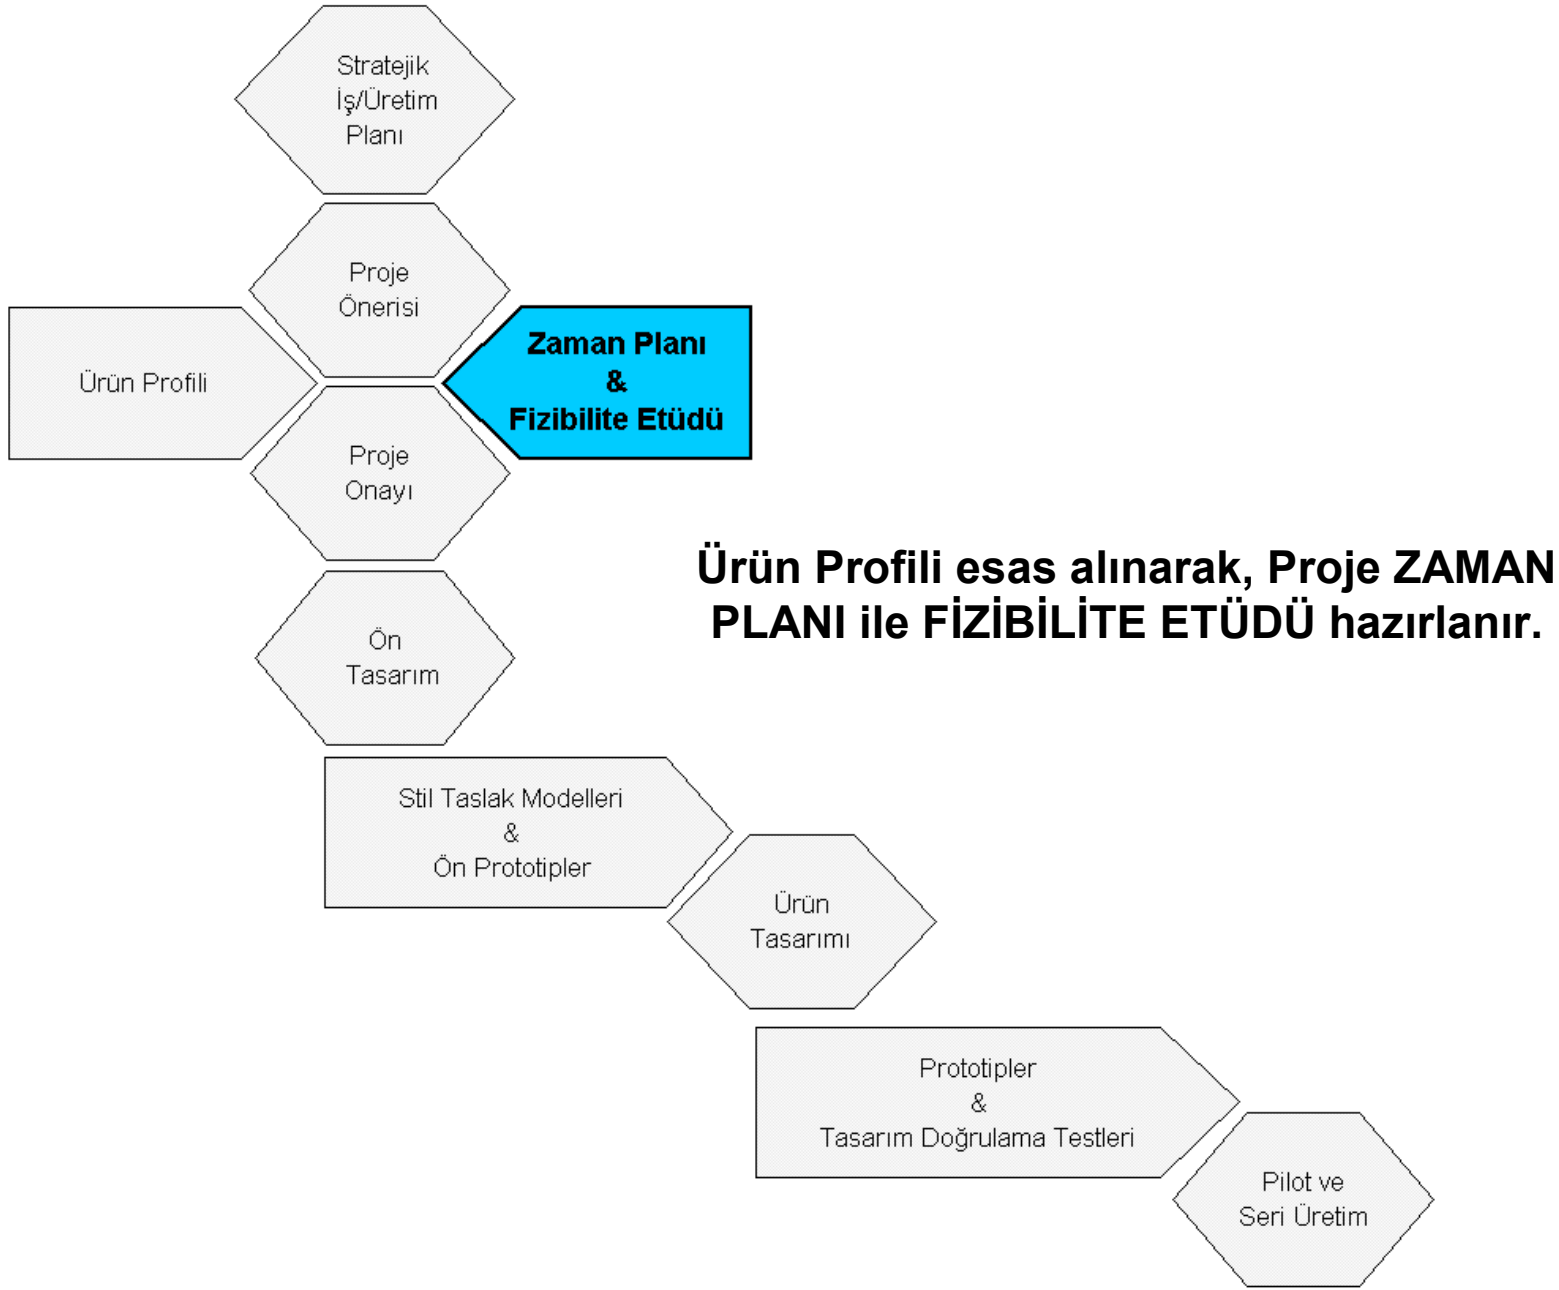 Stratejik
İş/Üretim
Planı
Proje
Önerisi
Ürün Profili
Zaman Planı
&
Fizibilite Etüdü
Proje
Onayı
Ürün Profili esas alınarak, Proje ZAMAN
PLANI ile FİZİBİLİTE ETÜDÜ hazırlanır.
Ön
Tasarım
Stil Taslak Modelleri
&
Ön Prototipler
Ürün
Tasarımı
Prototipler
&
Tasarım Doğrulama Testleri
Pilot ve
Seri Üretim